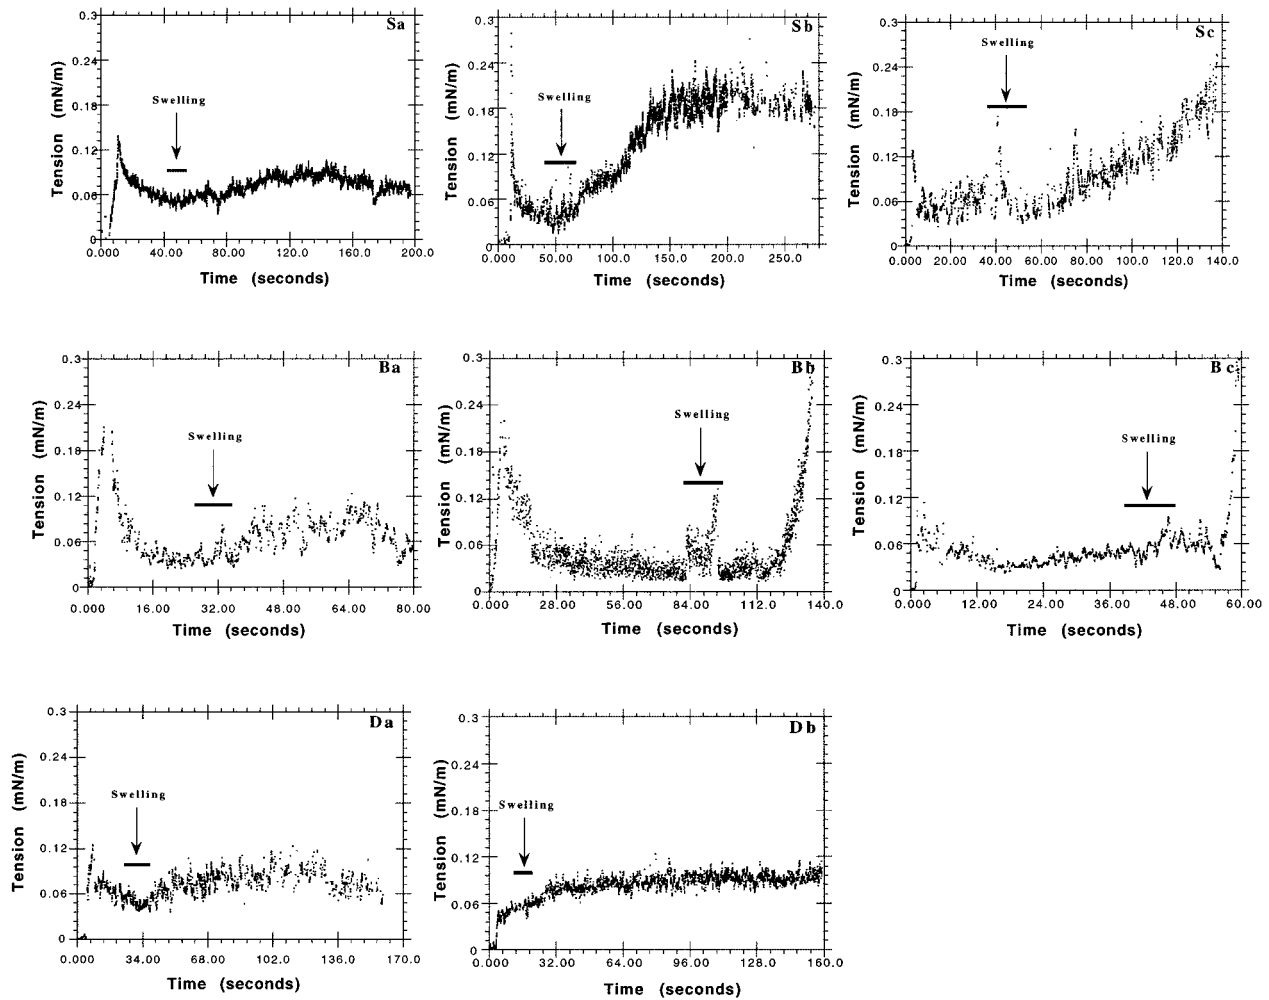 Sa
0.3
0.24
0.18
0.12
0.06
0
Tension (mN/m)
Swelling
0.000 40.00 80.00 120.0 160.0 200.0
Time (seconds)
Sb
0.3
0.24
0.18
0.12
0.06
0
Tension (mN/m)
Swelling
0.000 50.00 100.0 150.0 200.0 250.0
Time (seconds)
Sc
0.3
0.24
0.18
0.12
0.06
0
Tension (mN/m)
Swelling
0.000 20.00 40.00 60.00 80.00 100.0 120.0 140.0
Time (seconds)
Ba
0.3
0.24
0.18
0.12
0.06
0
Tension (mN/m)
Swelling
0.000 16.00 32.00 48.00 64.00 80.00
Time (seconds)
Bb
0.3
0.24
0.18
0.12
0.06
0
Tension (mN/m)
Swelling
0.000 28.00 56.00 84.00 112.0 140.0
Time (seconds)
Bc
0.3
0.24
0.18
0.12
0.06
0
Tension (mN/m)
Swelling
0.000 12.00 24.00 36.00 48.00 60.00
Time (seconds)
Da
0.3
0.24
0.18
0.12
0.06
0
Tension (mN/m)
Swelling
0.000 34.00 68.00 102.0 136.0 170.0
Time (seconds)
Db
0.3
0.24
0.18
0.12
0.06
0
Tension (mN/m)
Swelling
0.000 32.00 64.00 96.00 128.0 160.0
Time (seconds)